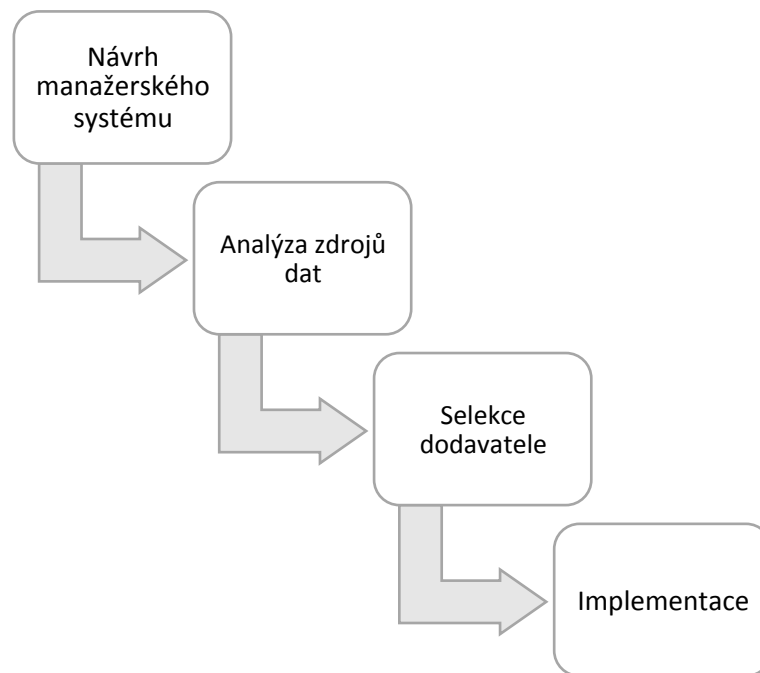 Návrh
manažerského
systému
Analýza zdrojů
dat
Selekce
dodavatele
Implementace